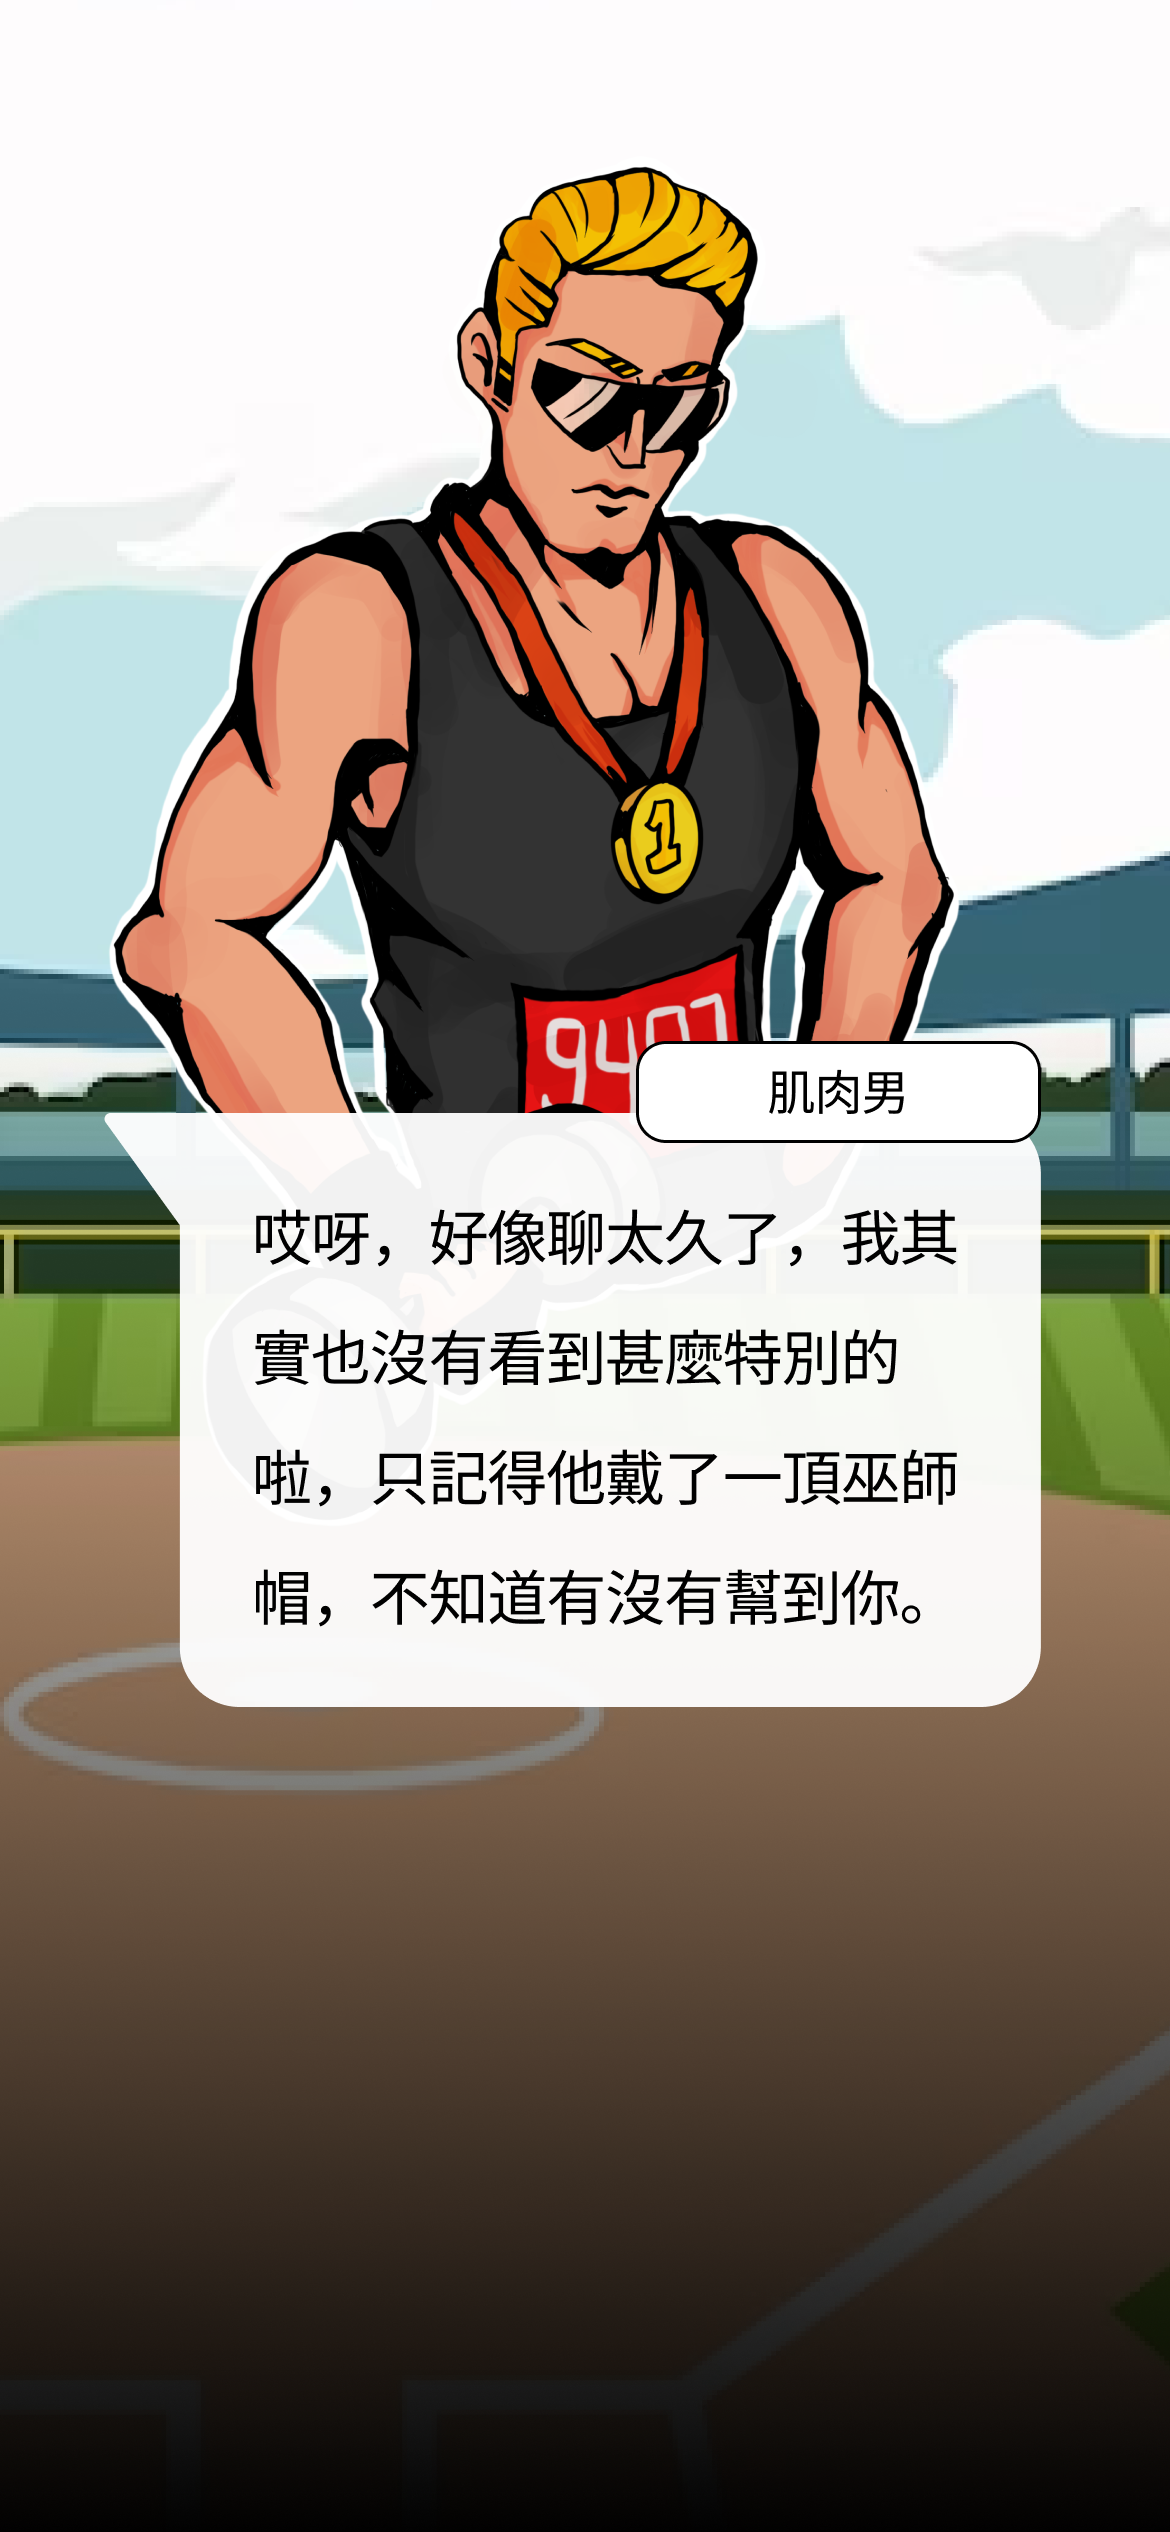 1
肌肉男
哎呀，好像聊太久了，我其
實也沒有看到甚麼特別的
啦，只記得他戴了一頂巫師
帽，不知道有沒有幫到你。